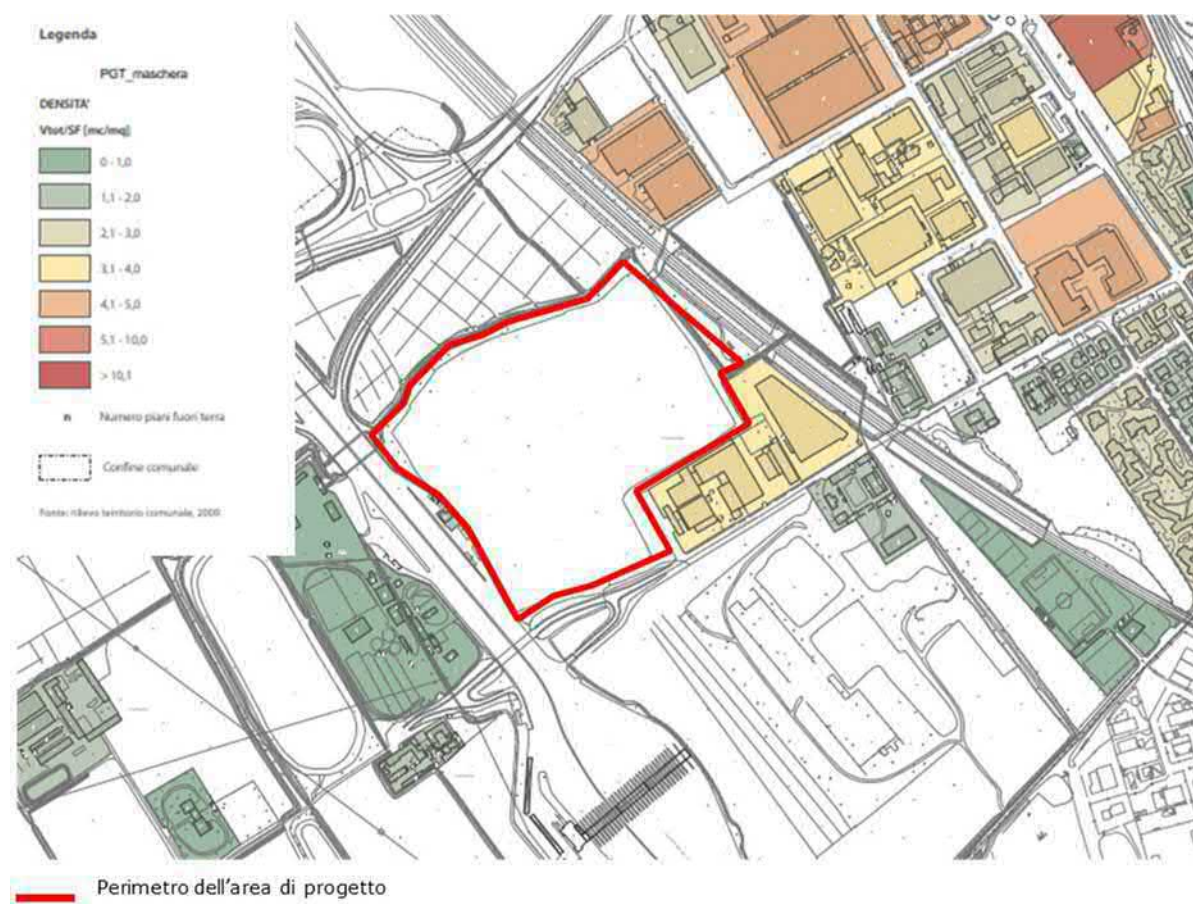 Legenda
PGT_maschera
DENSITA'
Vtot/SF [mc/mq]
0 - 1,0
1,1 - 2,0
2,1 - 3,0
3,1 - 4,0
4,1 - 5,0
5,1 - 10,0
> 10,1
n Numero piani fuori terra
Confine comunale
Fonte: rilievo territorio comunale, 2009
Perimetro dell'area di progetto